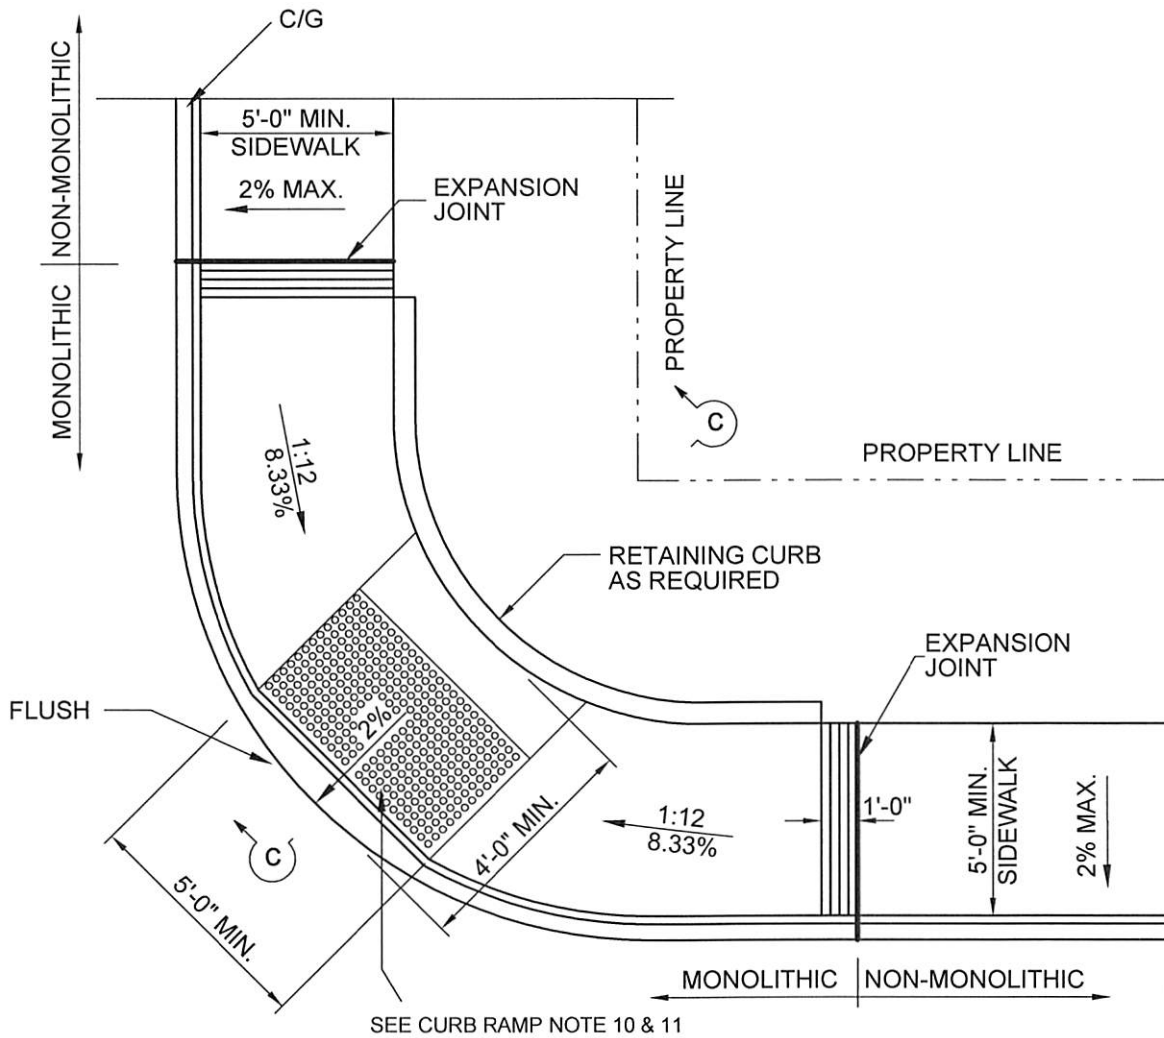 C/G
NON-MONOLITHIC
MONOLITHIC
5'-0" MIN.
SIDEWALK
2% MAX.
EXPANSION
JOINT
PROPERTY LINE
C
PROPERTY LINE
1:12
8.33%
RETAINING CURB
AS REQUIRED
EXPANSION
JOINT
FLUSH
2%
1'-0"
5'-0" MIN.
SIDEWALK
2% MAX.
1:12
8.33%
4'-0" MIN.
C
5'-0" MIN.
MONOLITHIC
NON-MONOLITHIC
SEE CURB RAMP NOTE 10 & 11